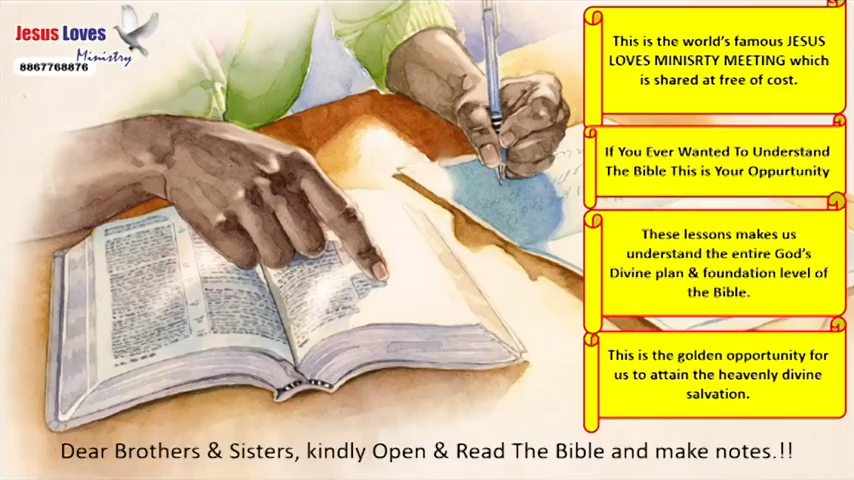 Jesus Loves
Ministry
8867768876
This is the world's famous JESUS
LOVES MINISRTY MEETING which
is shared at free of cost.
If You Ever Wanted To Understand
The Bible This is Your Oppurtunity
These lessons makes us
understand the entire God's
Divine plan & foundation level of
the Bible.
This is the golden opportunity for
us to attain the heavenly divine
salvation.
Dear Brothers & Sisters, kindly Open & Read The Bible and make notes.!!